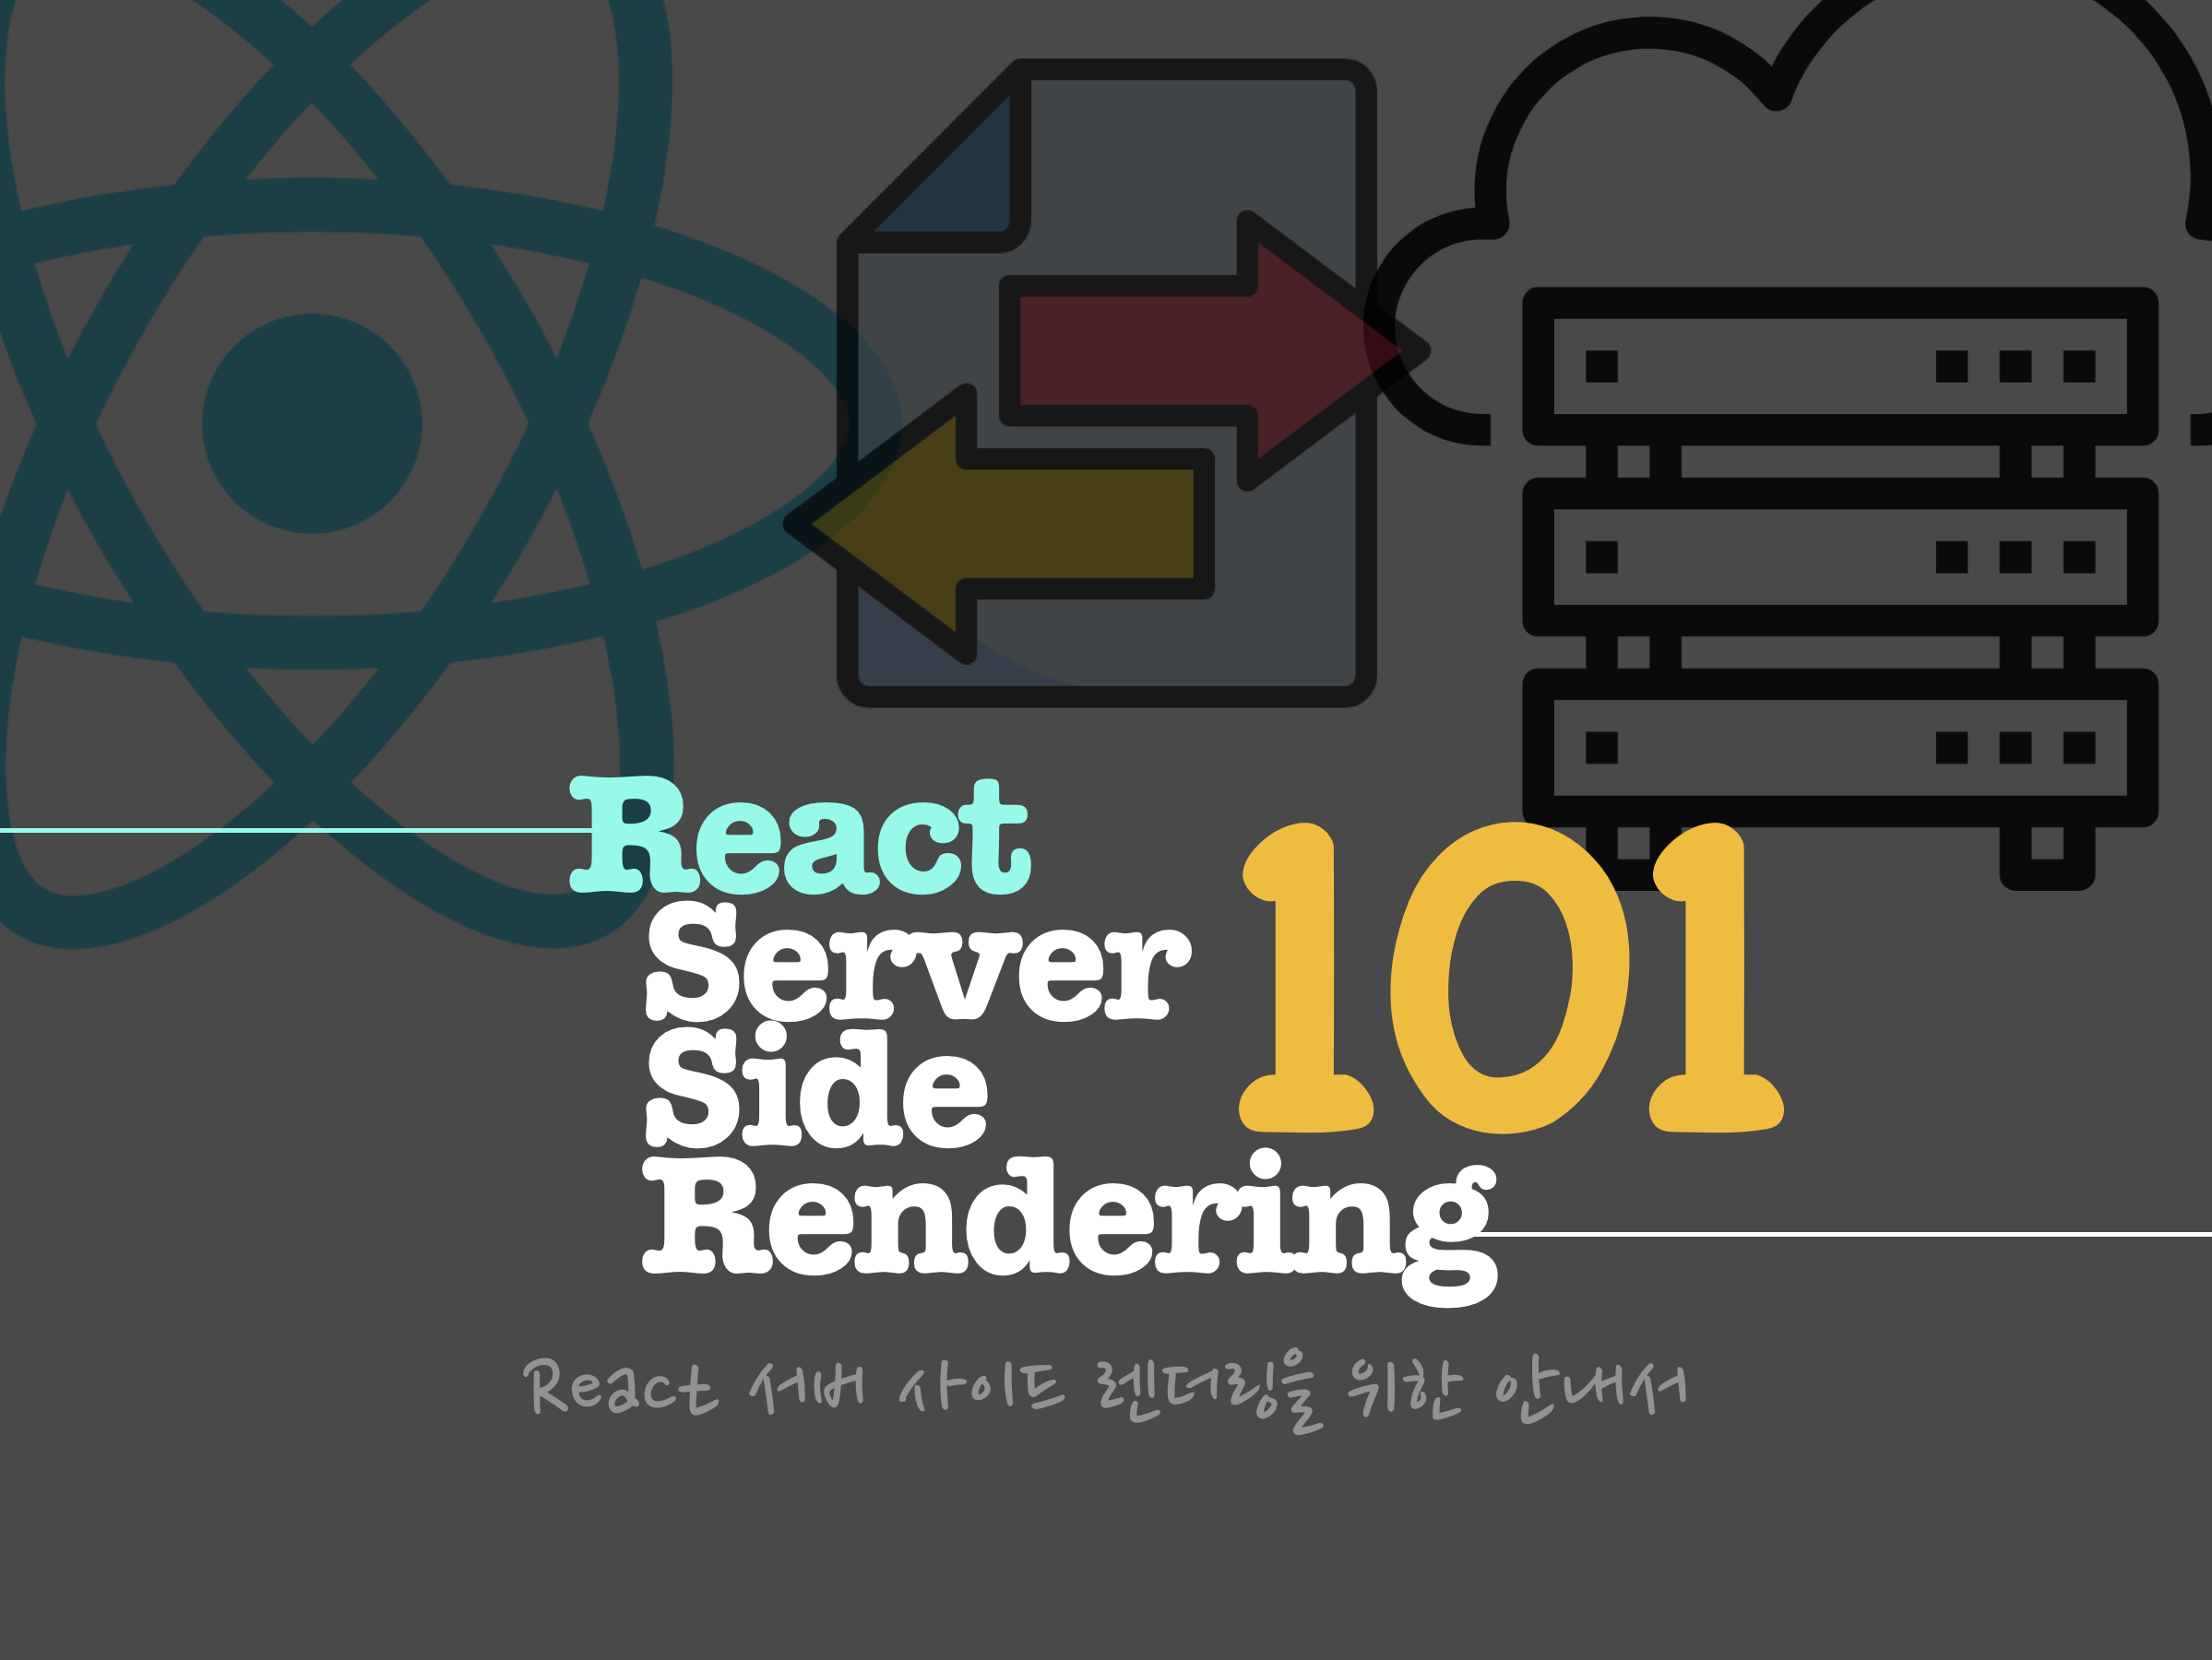 React
Server
Side
Rendering
101
React 서버 사이드 렌더링을 위한 안내서